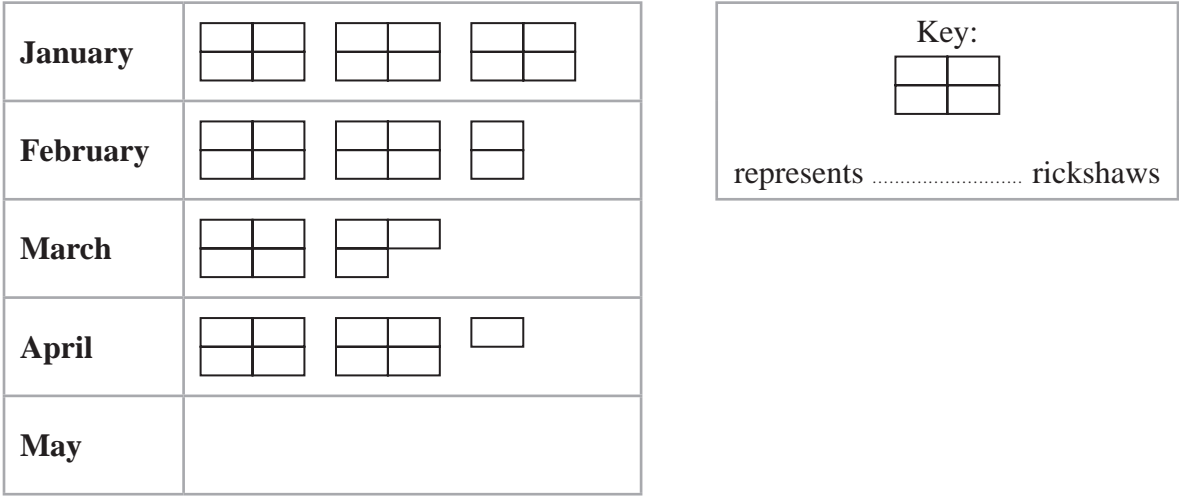 January
February
March
April
May
Key:
represents .......................... rickshaws